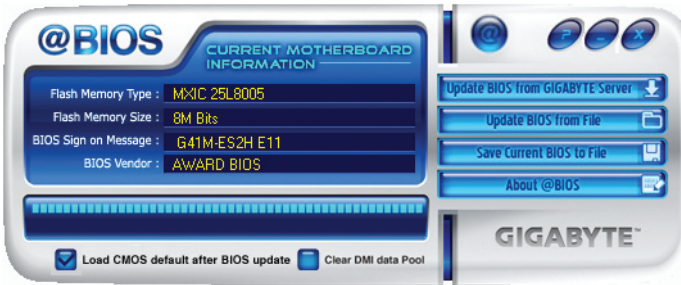 @BIOS
CURRENT MOTHERBOARD
INFORMATION
Flash Memory Type : MXIC 25L8005
Flash Memory Size : 8M Bits
BIOS Sign on Message : G41M-ES2H E11
BIOS Vendor : AWARD BIOS
Load CMOS default after BIOS update
Clear DMI data Pool
@ ? - X
Update BIOS from GIGABYTE Server
Update BIOS from File
Save Current BIOS to File
About @BIOS
GIGABYTE™